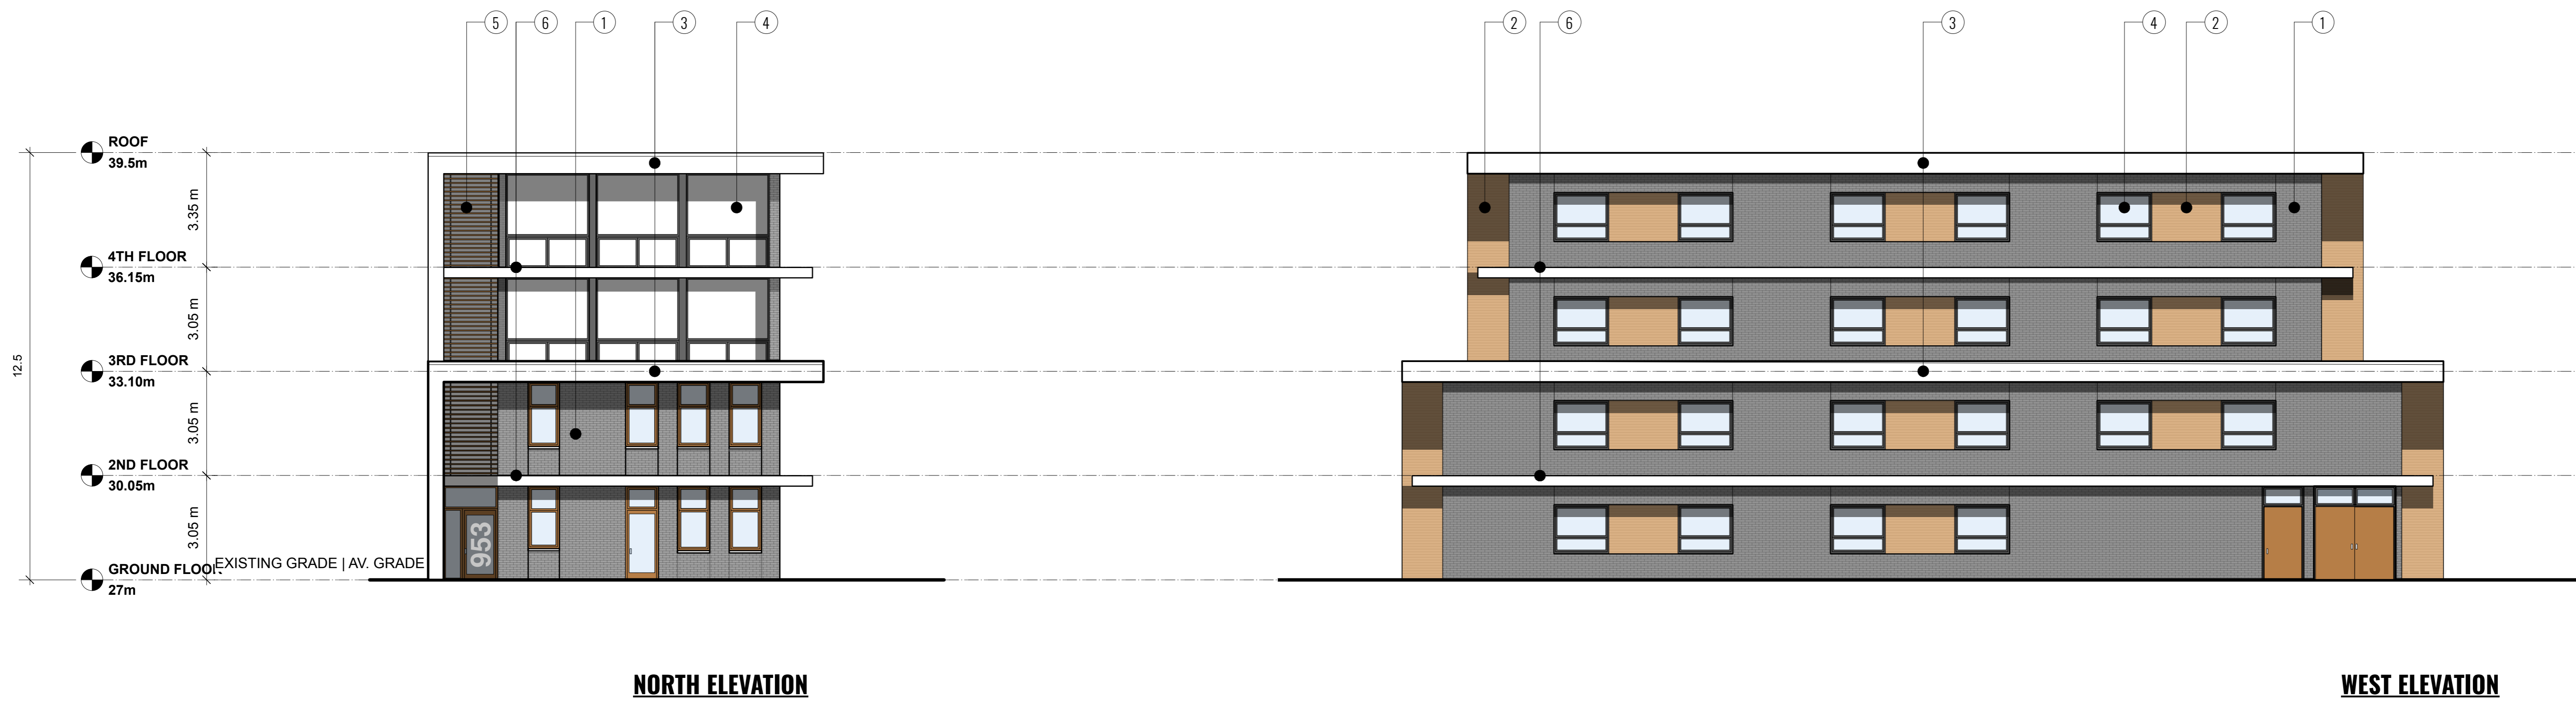 5 6 1 3 4 2 6 3 4 2 1
ROOF
39.5m
3.35 m
4TH FLOOR
36.15m
3.05 m
12.5
3RD FLOOR
33.10m
3.05 m
2ND FLOOR
30.05m
3.05 m
953
EXISTING GRADE | AV. GRADE
GROUND FLOOR
27m
NORTH ELEVATION
WEST ELEVATION